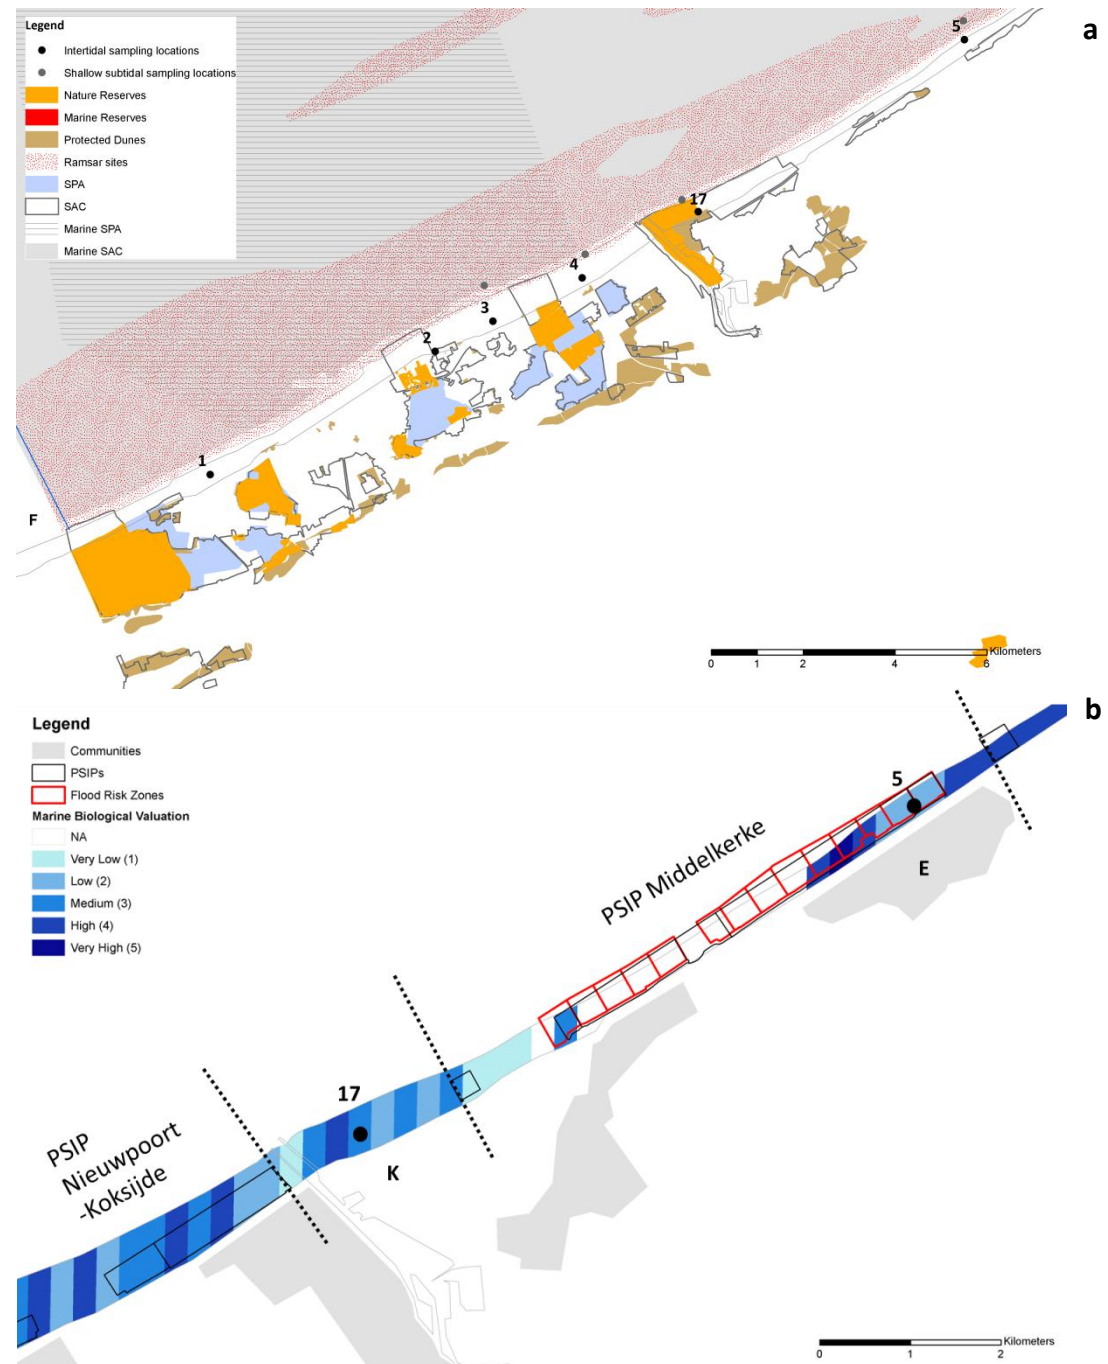 a
Legend
Intertidal sampling locations
Shallow subtidal sampling locations
Nature Reserves
Marine Reserves
Protected Dunes
Ramsar sites
SPA
SAC
Marine SPA
Marine SAC
5
17
4
3
2
1
F
0 1 2 4 6 Kilometers
b
Legend
Communities
PSIPs
Flood Risk Zones
Marine Biological Valuation
NA
Very Low (1)
Low (2)
Medium (3)
High (4)
Very High (5)
5
E
PSIP Middelkerke
17
K
PSIP
Nieuwpoort
-Koksijde
0 1 2 Kilometers